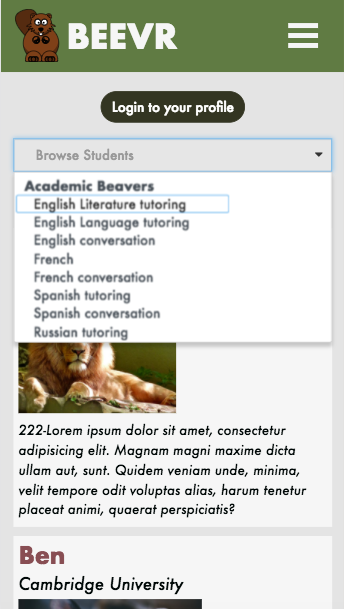 BEEVR
Login to your profile
Browse Students
Academic Beavers
English Literature tutoring
English Language tutoring
English conversation
French
French conversation
Spanish tutoring
Spanish conversation
Russian tutoring
222-Lorem ipsum dolor sit amet, consectetur
adipisicing elit. Magnam magni maxime dicta
ullam aut, sunt. Quidem veniam unde, minima,
velit tempore odit voluptas alias, harum tenetur
placeat animi, quaerat perspiciatis?
Ben
Cambridge University